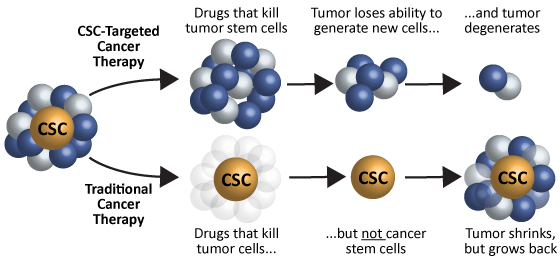 CSC-Targeted
Cancer
Therapy
Drugs that kill
tumor stem cells
Tumor loses ability to
generate new cells...
...and tumor
degenerates
CSC
Traditional
Cancer
Therapy
CSC
Drugs that kill
tumor cells...
CSC
...but not cancer
stem cells
CSC
Tumor shrinks,
but grows back